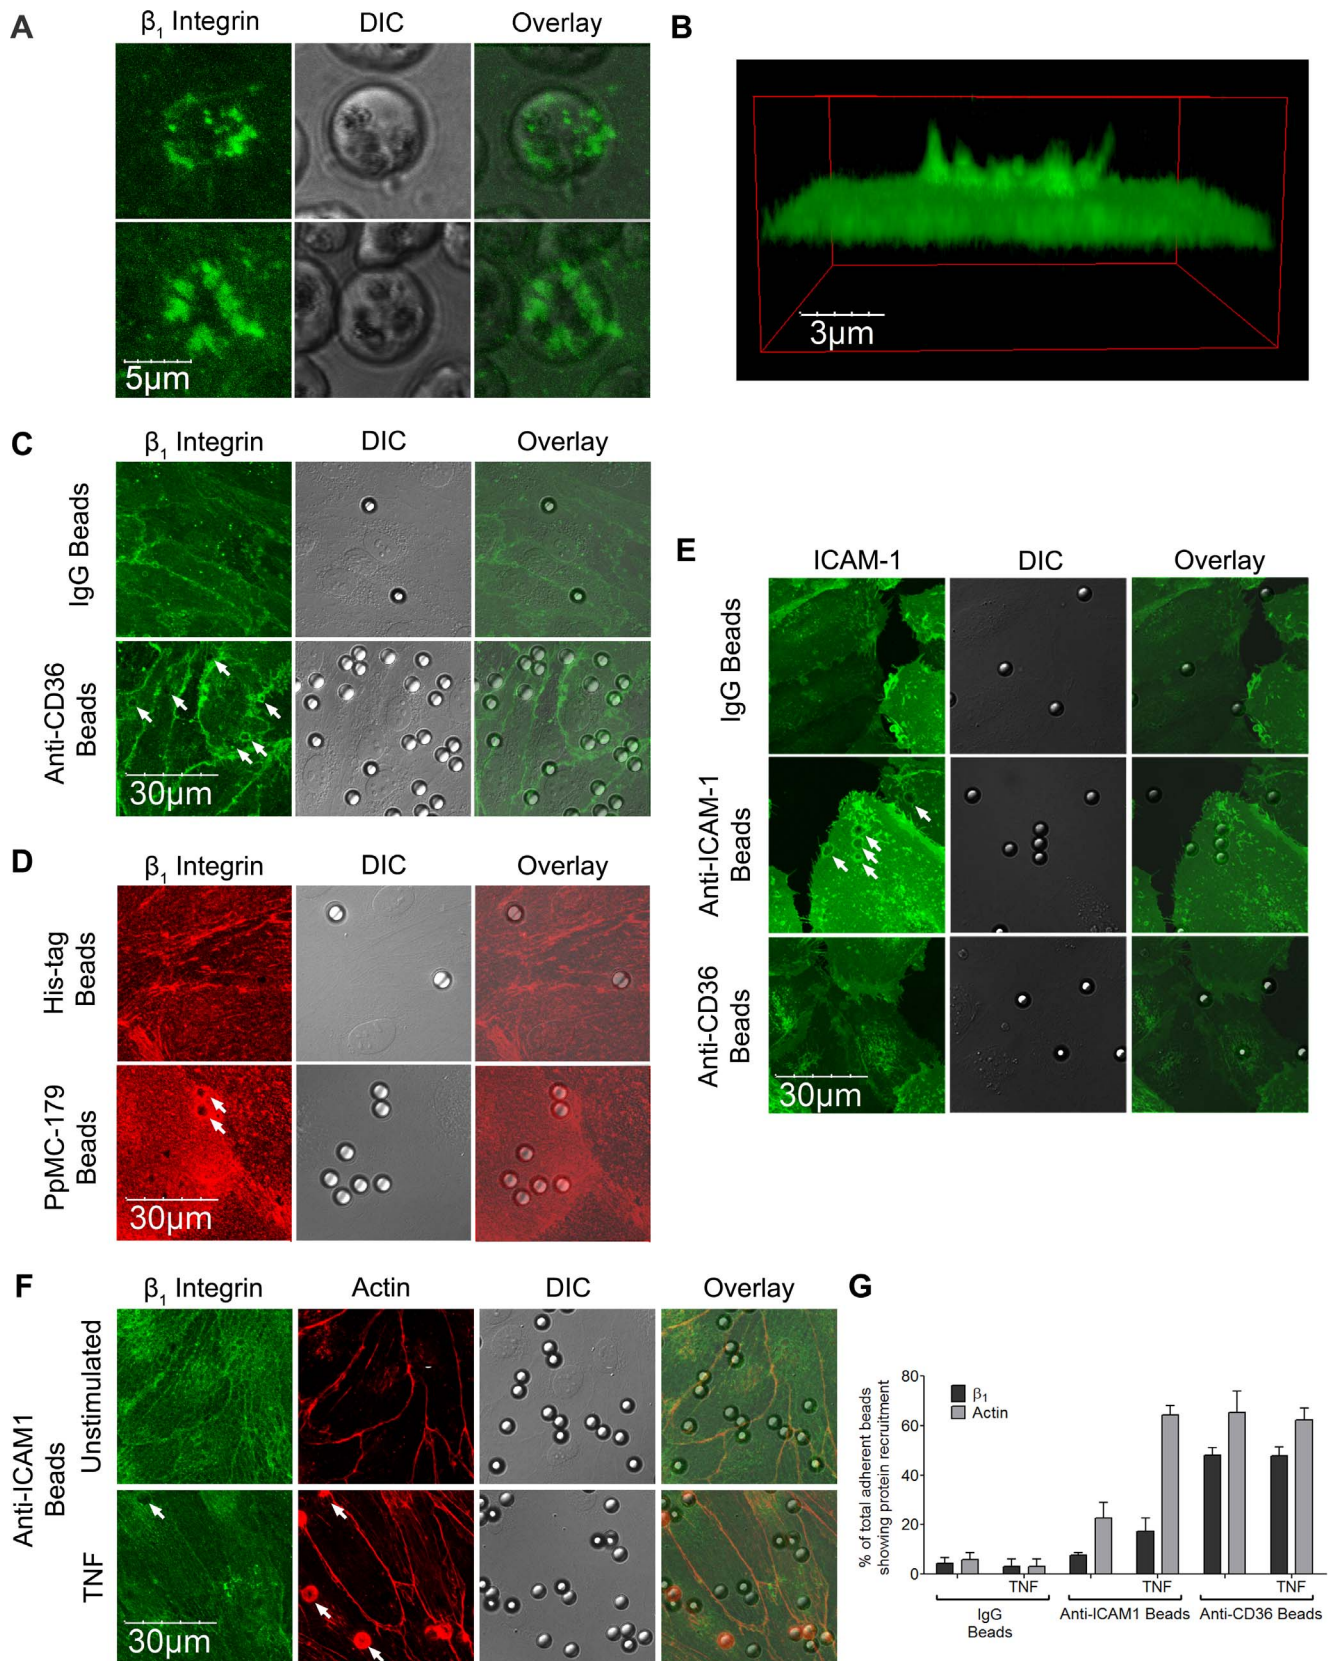 A
β1 Integrin
DIC
Overlay
5μm
B
3μm
C
β1 Integrin
DIC
Overlay
IgG Beads
Anti-CD36
Beads
30μm
D
β1 Integrin
DIC
Overlay
His-tag
Beads
PpMC-179
Beads
30μm
E
ICAM-1
DIC
Overlay
IgG Beads
Anti-ICAM-1
Beads
Anti-CD36
Beads
30μm
F
β1 Integrin
Actin
DIC
Overlay
Anti-ICAM1
Beads
Unstimulated
TNF
30μm
G
% of total adherent beads
showing protein recruitment
80
60
40
20
0
β1
Actin
TNF
TNF
TNF
IgG
Beads
Anti-ICAM1 Beads
Anti-CD36 Beads